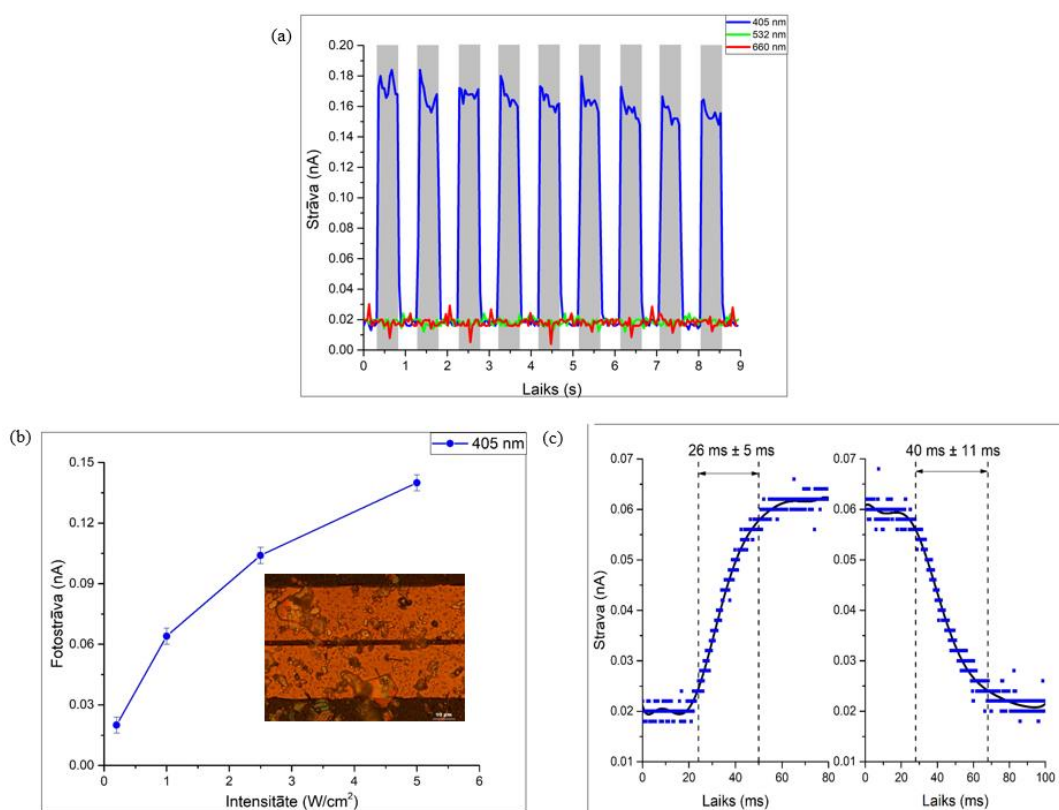 (a)
405 nm
532 nm
660 nm
0.20
0.18
0.16
0.14
0.12
0.10
0.08
0.06
0.04
0.02
0.00
Strāva (nA)
0 1 2 3 4 5 6 7 8 9
Laiks (s)
(b)
405 nm
0.15
0.12
0.09
0.06
0.03
0.00
Fotostrāva (nA)
10 µm
0 1 2 3 4 5 6
Intensitāte (W/cm²)
(c)
26 ms ± 5 ms
40 ms ± 11 ms
0.07 0.07
0.06 0.06
0.05 0.05
0.04 0.04
0.03 0.03
0.02 0.02
0.01 0.01
Strava (nA)
0 20 40 60 80
0 20 40 60 80 100
Laiks (ms)
Laiks (ms)